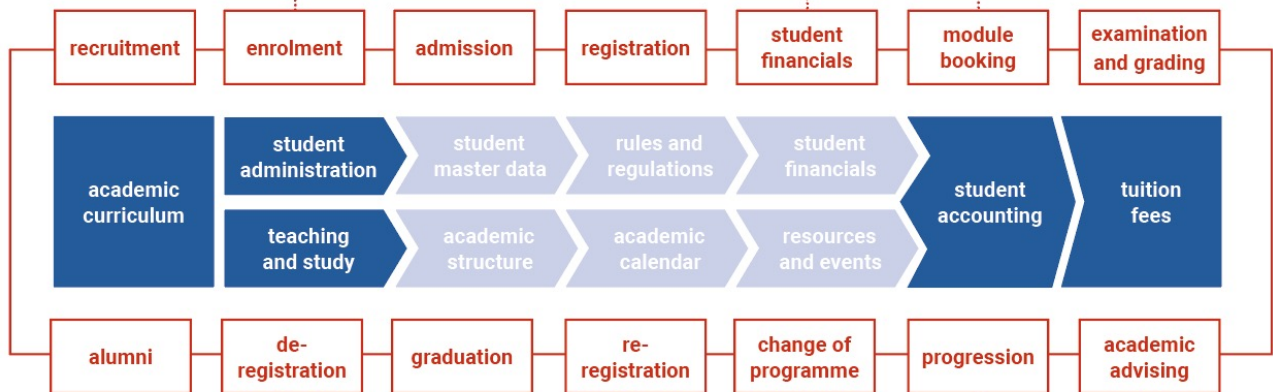 recruitment
enrolment
admission
registration
student
financials
module
booking
examination
and grading
academic
curriculum
student
administration
student
master data
rules and
regulations
student
financials
teaching
and study
academic
structure
academic
calendar
resources
and events
student
accounting
tuition
fees
alumni
de-
registration
graduation
re-
registration
change of
programme
progression
academic
advising